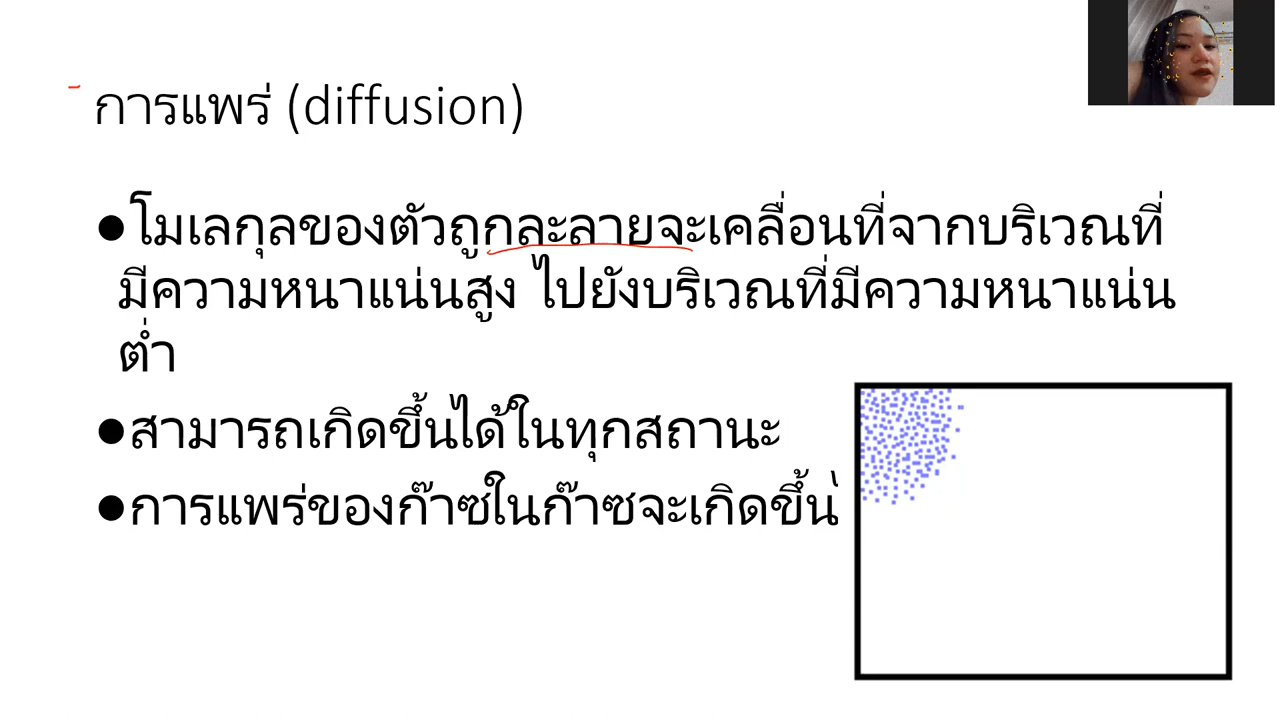 การแพร่ (diffusion)
●โมเลกุลของตัวถูกละลายจะเคลื่อนที่จากบริเวณที่
มีความหนาแน่นสูง ไปยังบริเวณที่มีความหนาแน่น
ต่ำ
●สามารถเกิดขึ้นได้ในทุกสถานะ
●การแพร่ของก๊าซในก๊าซจะเกิดขึ้น